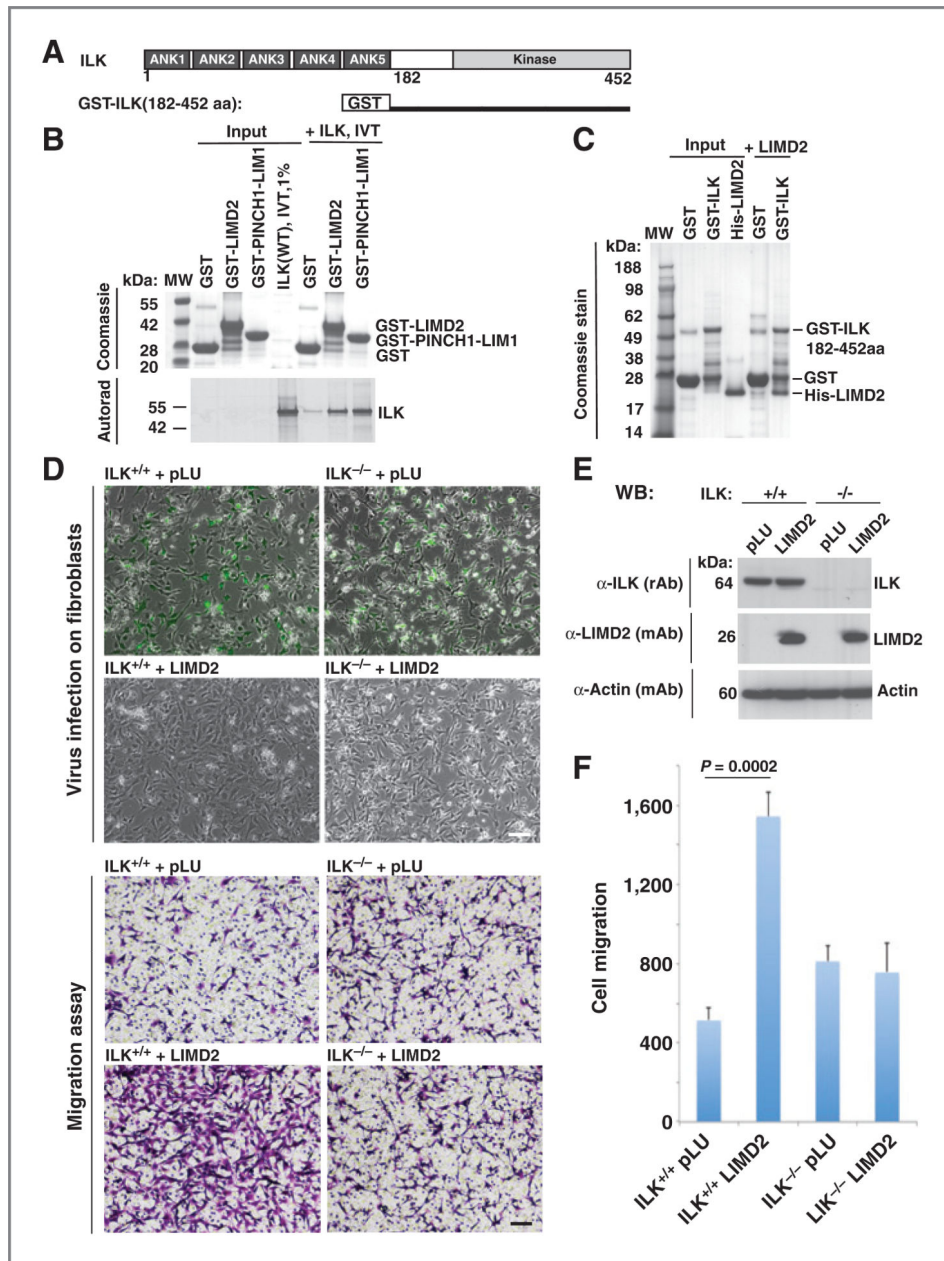 A
ILK
ANK1 ANK2 ANK3 ANK4 ANK5 Kinase
1 182 452
GST-ILK(182-452 aa): GST
B
Input + ILK, IVT
kDa: MW GST GST-LIMD2 GST-PINCH1-LIM1 ILK(WT), IVT,1% GST GST-LIMD2 GST-PINCH1-LIM1
Coomassie
55
42
28
20
GST-LIMD2
GST-PINCH1-LIM1
GST
Autorad
55
42
ILK
C
Input + LIMD2
MW GST GST-ILK His-LIMD2 GST GST-ILK
kDa:
Coomassie stain
188
98
62
49
38
28
17
14
GST-ILK
182-452aa
GST
His-LIMD2
D
Virus infection on fibroblasts
ILK+/+ + pLU ILK−/− + pLU
ILK+/+ + LIMD2 ILK−/− + LIMD2
Migration assay
ILK+/+ + pLU ILK−/− + pLU
ILK+/+ + LIMD2 ILK−/− + LIMD2
E
WB: ILK: +/+ -/-
pLU LIMD2 pLU LIMD2
kDa:
α-ILK (rAb) 64 ILK
α-LIMD2 (mAb) 26 LIMD2
α-Actin (mAb) 60 Actin
F
P = 0.0002
Cell migration
1,600
1,200
800
400
0
ILK+/+ pLU
ILK+/+ LIMD2
ILK−/− pLU
LIK−/− LIMD2